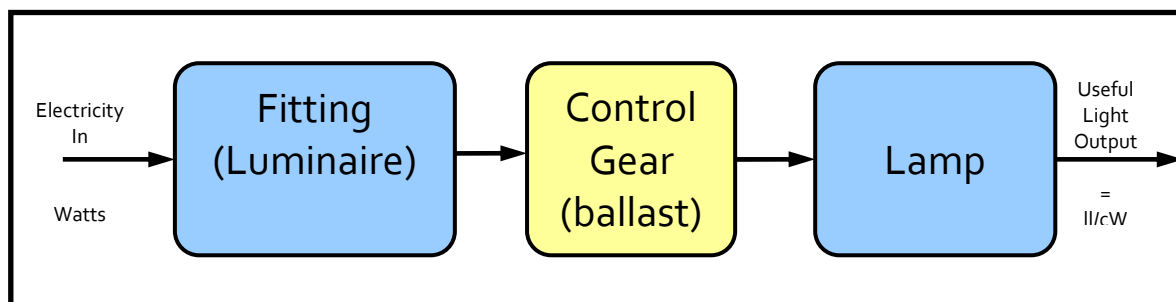 Electricity
In
Watts
Fitting
(Luminaire)
Control
Gear
(ballast)
Lamp
Useful
Light
Output
=